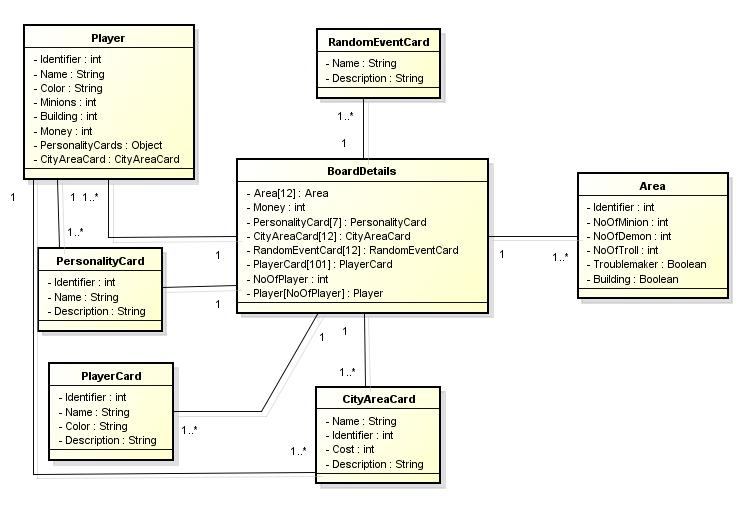 Player
- Identifier : int
- Name : String
- Color : String
- Minions : int
- Building : int
- Money : int
- PersonalityCards : Object
- CityAreaCard : CityAreaCard
RandomEventCard
- Name : String
- Description : String
1..*
1
BoardDetails
- Area[12] : Area
- Money : int
- PersonalityCard[7] : PersonalityCard
- CityAreaCard[12] : CityAreaCard
- RandomEventCard[12] : RandomEventCard
- PlayerCard[101] : PlayerCard
- NoOfPlayer : int
- Player[NoOfPlayer] : Player
Area
- Identifier : int
- NoOfMinion : int
- NoOfDemon : int
- NoOfTroll : int
- Troublemaker : Boolean
- Building : Boolean
1
1
1..*
1..*
1
1
1..*
PersonalityCard
- Identifier : int
- Name : String
- Description : String
1
1
1
1..*
PlayerCard
- Identifier : int
- Name : String
- Color : String
- Description : String
1..*
1..*
CityAreaCard
- Name : String
- Identifier : int
- Cost : int
- Description : String